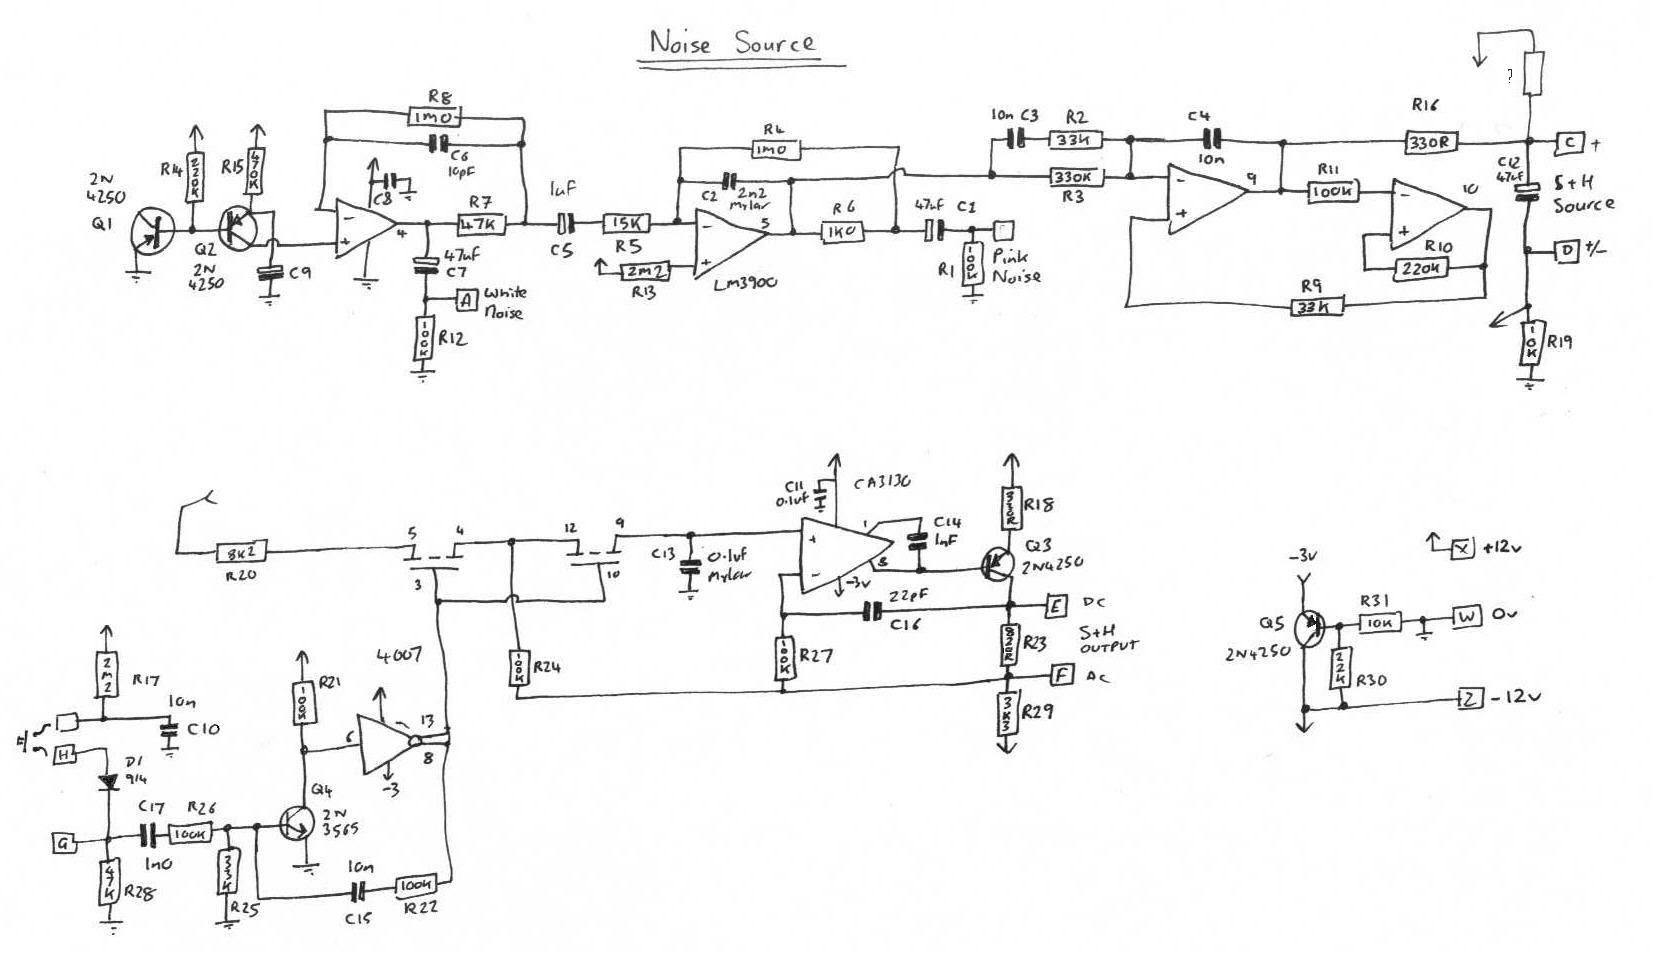 Noise Source
R8
1M0
C6
10pF
R14
220K
R15
470K
2N
4250
Q1
Q2
2N
4250
C9
C8
-
+
4
R7
47K
47uF
C7
A
White
Noise
100K
R12
1uF
C5
15K
R5
2M2
R13
R4
1M0
C2
2n2
Mylar
-
+
5
LM3900
R6
1K0
47uF C1
R1
100K
Pink
Noise
10n C3
R2
33K
330K
R3
C4
10n
-
+
9
R11
100K
-
+
10
R10
220K
R9
33K
R16
330R
?
C +
C12
47uF
S+H
Source
D +/-
10K
R19
8K2
R20
5
4
3
12
9
10
C13
0.1uF
Mylar
C11
0.1uF
CA3130
+
-
1
8
-3v
C14
1nF
330R
R18
Q3
2N4250
22pF
C16
E
DC
S+H
OUTPUT
F
AC
100K
R24
100K
R27
820R
R23
3K3
R29
4007
2M2
R17
10n
C10
H
D1
914
G
47K
R28
C17
1n0
R26
100K
33K
R25
100K
R21
6
13
8
-3
Q4
2N
3565
10n
C15
100K
R22
-3v
Q5
2N4250
R31
10K
22K
R30
X +12v
W 0v
Z -12v